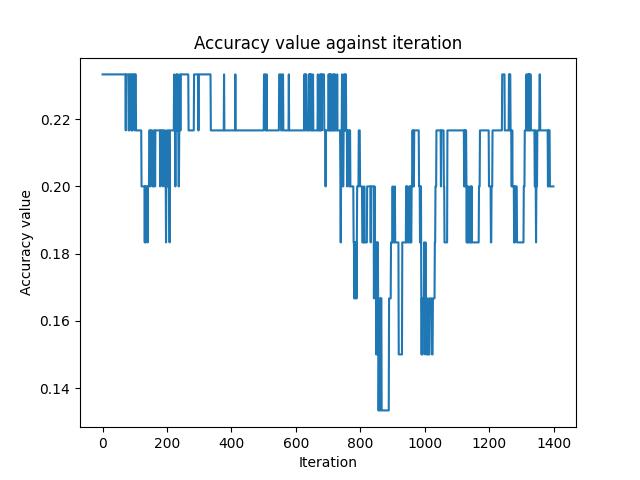 Accuracy value against iteration
Accuracy value
0.22
0.20
0.18
0.16
0.14
0 200 400 600 800 1000 1200 1400
Iteration